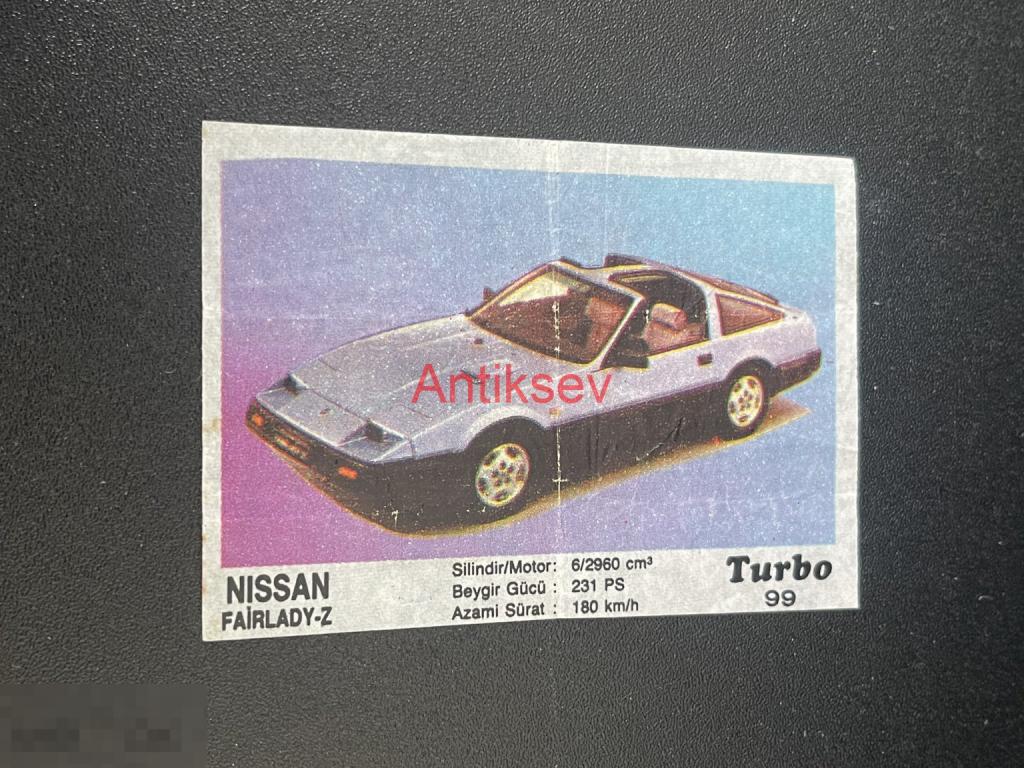 Antiksev
NISSAN
FAİRLADY-Z
Silindir/Motor: 6/2960 cm³
Beygir Gücü : 231 PS
Azami Sürat : 180 km/h
Turbo
99